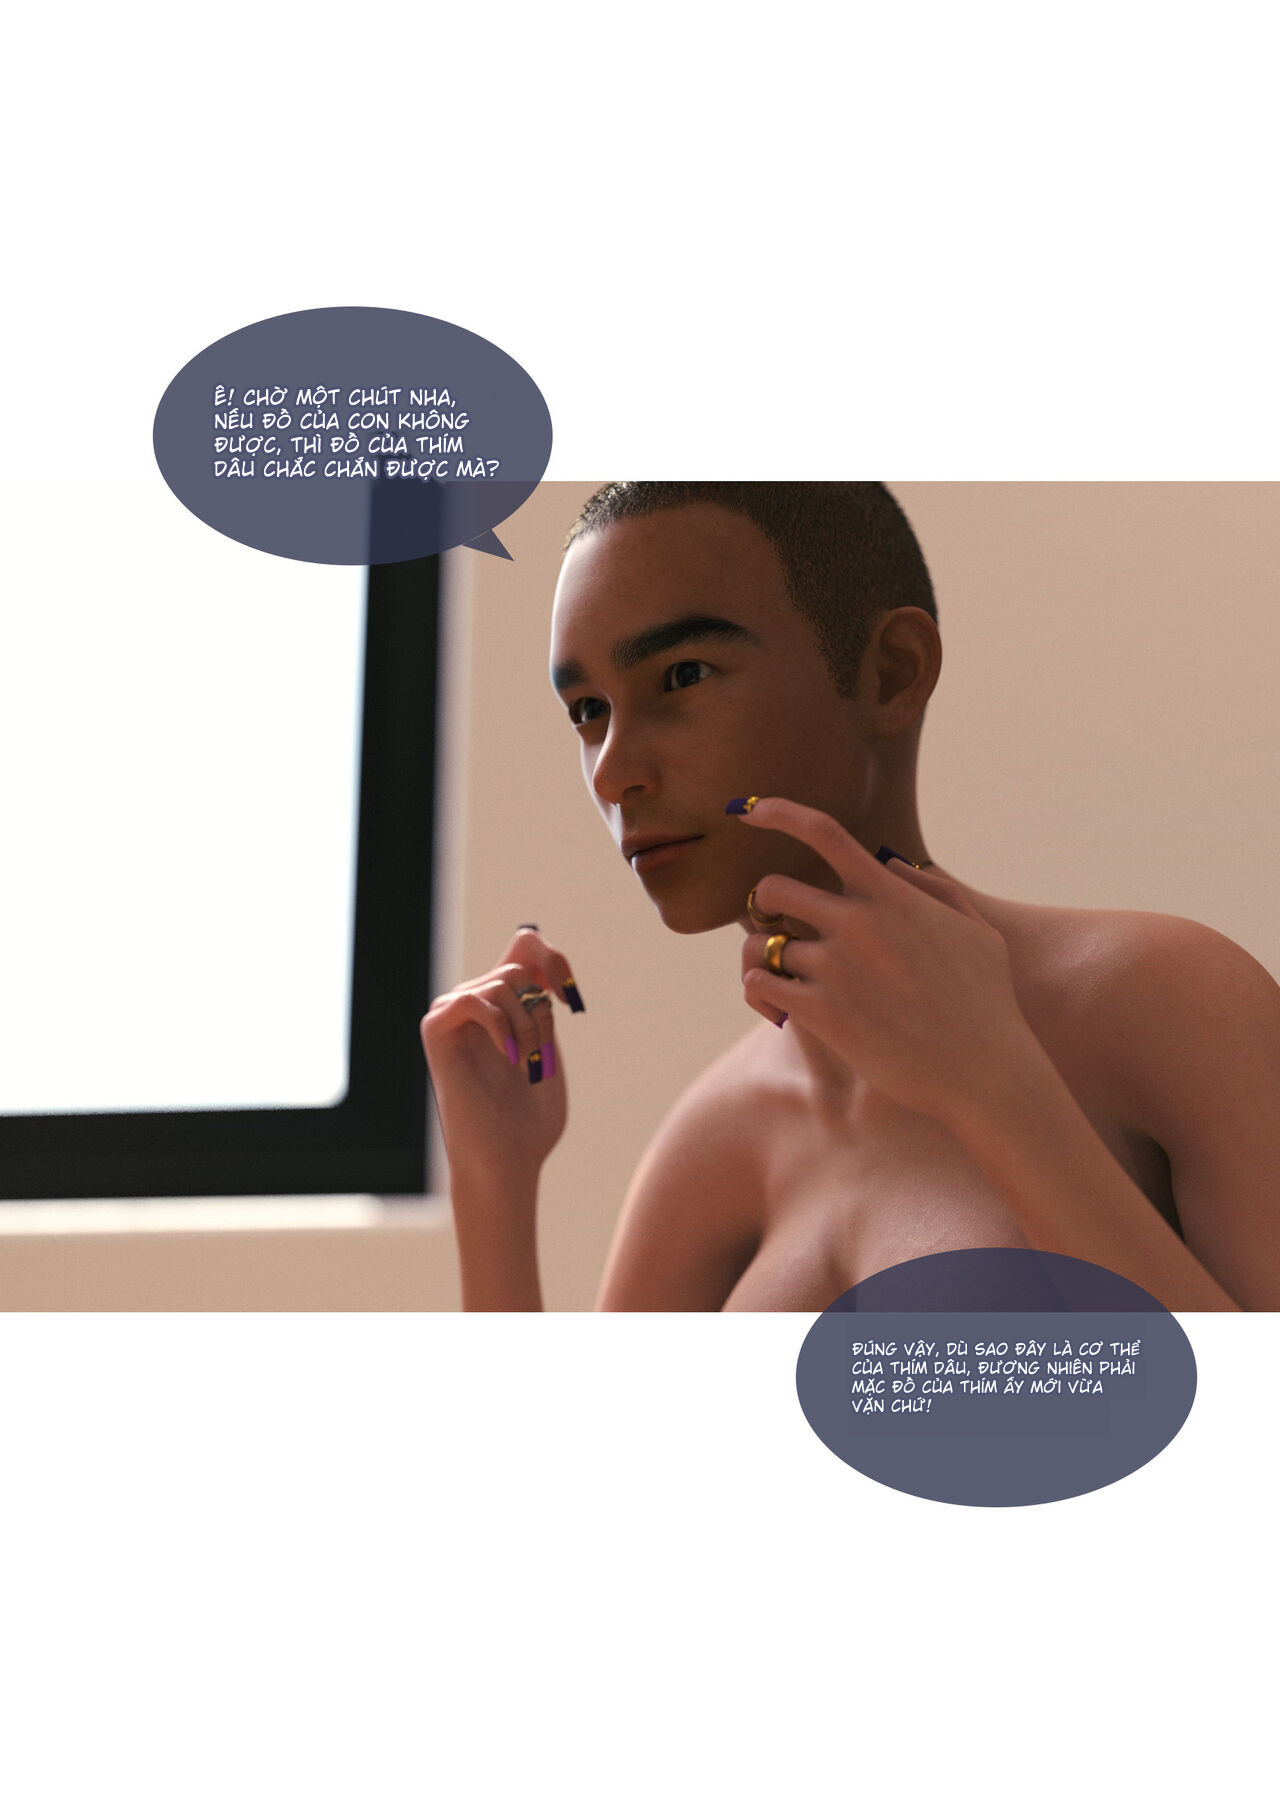 Ê! CHỜ MỘT CHÚT NHA,
NẾU ĐỒ CỦA CON KHÔNG
ĐƯỢC, THÌ ĐỒ CỦA THÍM
DÂU CHẮC CHẮN ĐƯỢC MÀ?
ĐÚNG VẬY, DÙ SAO ĐÂY LÀ CƠ THỂ
CỦA THÍM DÂU, ĐƯƠNG NHIÊN PHẢI
MẶC ĐỒ CỦA THÍM ẤY MỚI VỪA
VẶN CHỨ!